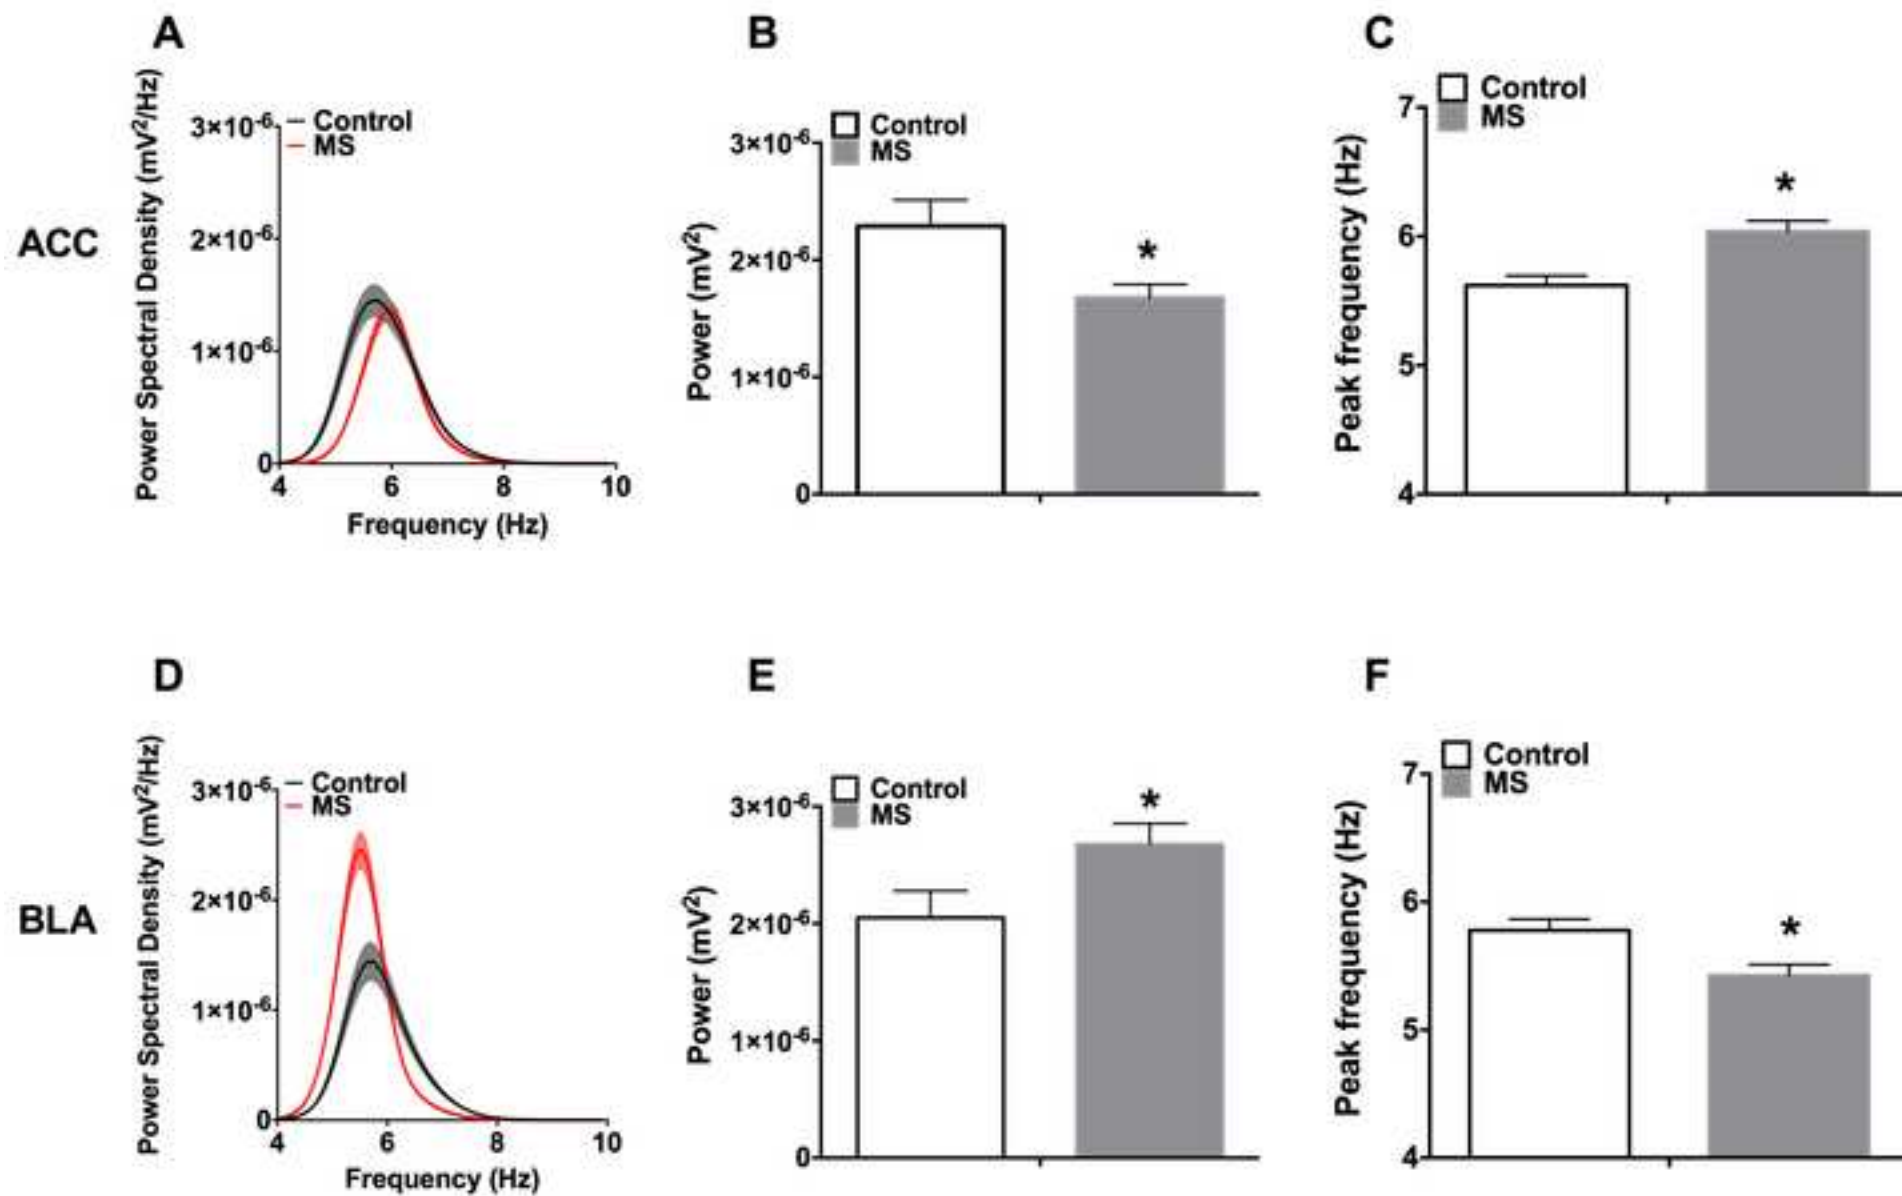 A
Power Spectral Density (mV²/Hz)
3×10⁻⁶
2×10⁻⁶
1×10⁻⁶
0
Control
MS
4 6 8 10
Frequency (Hz)
ACC
B
Power (mV²)
3×10⁻⁶
2×10⁻⁶
1×10⁻⁶
0
Control
MS
*
C
Peak frequency (Hz)
7
6
5
4
Control
MS
*
D
Power Spectral Density (mV²/Hz)
3×10⁻⁶
2×10⁻⁶
1×10⁻⁶
0
Control
MS
4 6 8 10
Frequency (Hz)
BLA
E
Power (mV²)
3×10⁻⁶
2×10⁻⁶
1×10⁻⁶
0
Control
MS
*
F
Peak frequency (Hz)
7
6
5
4
Control
MS
*